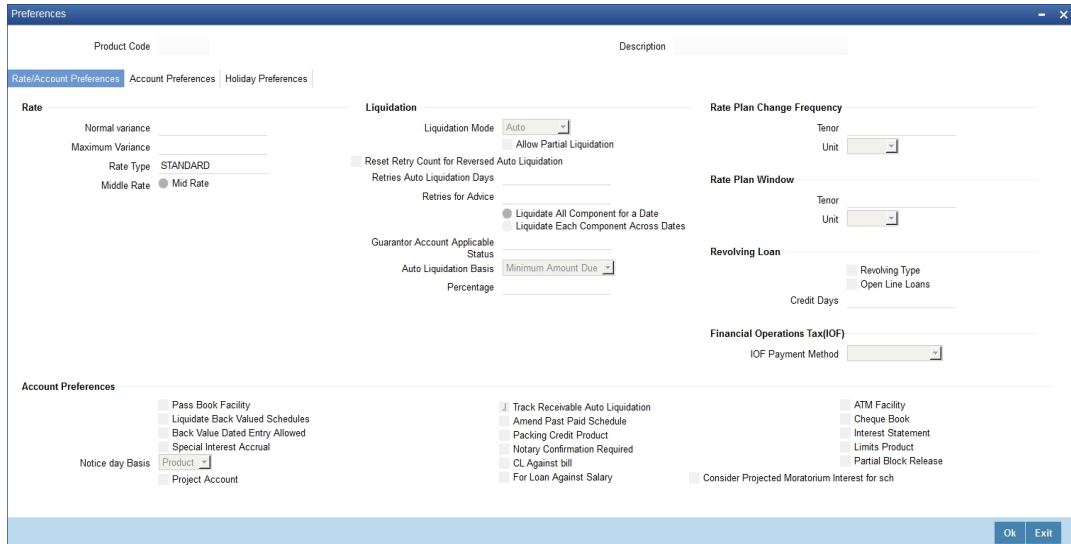 Preferences
Product Code
Description
Rate/Account Preferences Account Preferences Holiday Preferences
Rate
Normal variance
Maximum Variance
Rate Type STANDARD
Middle Rate Mid Rate
Liquidation
Liquidation Mode Auto
Allow Partial Liquidation
Reset Retry Count for Reversed Auto Liquidation
Retries Auto Liquidation Days
Retries for Advice
Liquidate All Component for a Date
Liquidate Each Component Across Dates
Guarantor Account Applicable
Status
Auto Liquidation Basis Minimum Amount Due
Percentage
Rate Plan Change Frequency
Tenor
Unit
Rate Plan Window
Tenor
Unit
Revolving Loan
Revolving Type
Open Line Loans
Credit Days
Financial Operations Tax(IOF)
IOF Payment Method
Account Preferences
Pass Book Facility
Liquidate Back Valued Schedules
Back Value Dated Entry Allowed
Special Interest Accrual
Notice day Basis Product
Project Account
Track Receivable Auto Liquidation
Amend Past Paid Schedule
Packing Credit Product
Notary Confirmation Required
CL Against bill
For Loan Against Salary
ATM Facility
Cheque Book
Interest Statement
Limits Product
Partial Block Release
Consider Projected Moratorium Interest for sch
Ok Exit